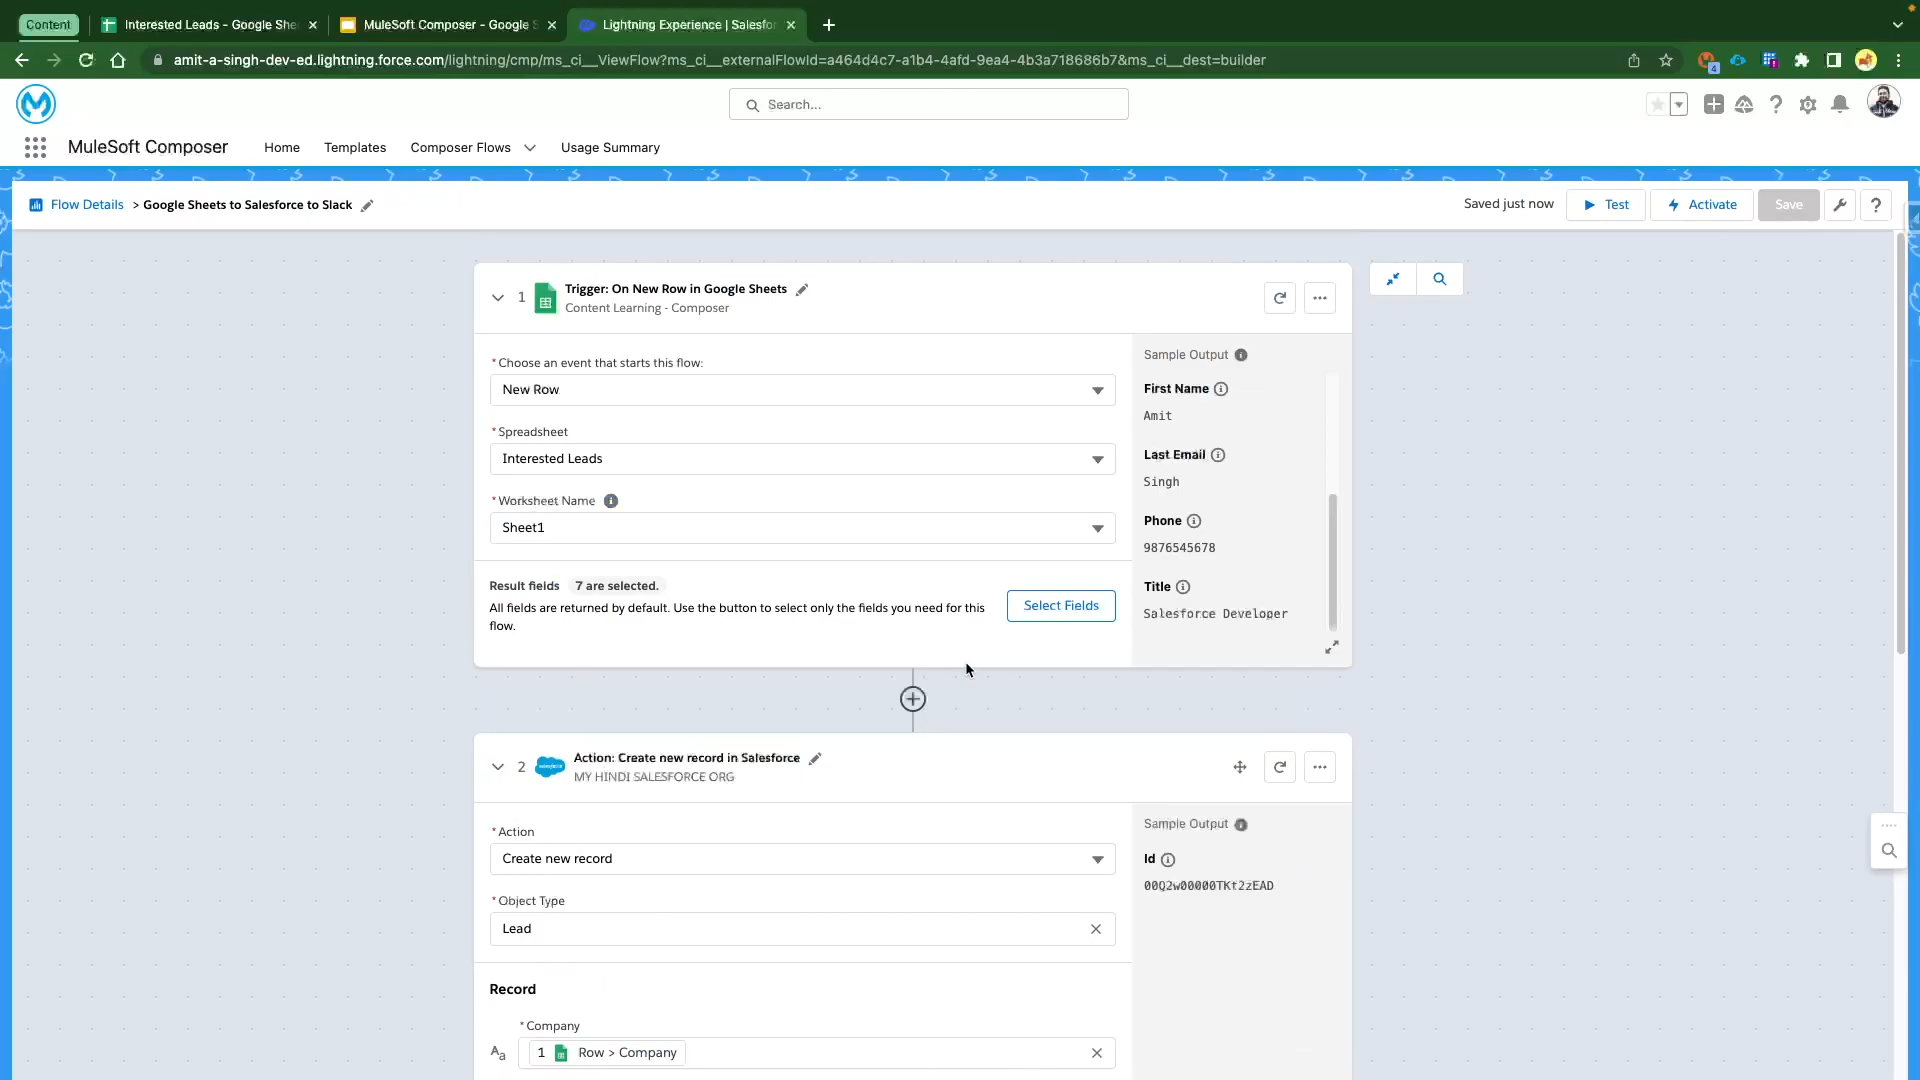 Content
Interested Leads - Google She
MuleSoft Composer - Google S
Lightning Experience | Salesfor
amit-a-singh-dev-ed.lightning.force.com/lightning/cmp/ms_ci__ViewFlow?ms_ci__externalFlowId=a464d4c7-a1b4-4afd-9ea4-4b3a718686b7&ms_ci__dest=builder
4
Search...
MuleSoft Composer
Home
Templates
Composer Flows
Usage Summary
Flow Details > Google Sheets to Salesforce to Slack
Saved just now
Test
Activate
Save
?
1
Trigger: On New Row in Google Sheets
Content Learning - Composer
*Choose an event that starts this flow:
New Row
*Spreadsheet
Interested Leads
*Worksheet Name
Sheet1
Result fields 7 are selected.
All fields are returned by default. Use the button to select only the fields you need for this
flow.
Select Fields
Sample Output
First Name
Amit
Last Email
Singh
Phone
9876545678
Title
Salesforce Developer
2
Action: Create new record in Salesforce
MY HINDI SALESFORCE ORG
*Action
Create new record
*Object Type
Lead
Record
*Company
Aa
1 Row > Company
Sample Output
Id
00Q2w00000TKt2zEAD